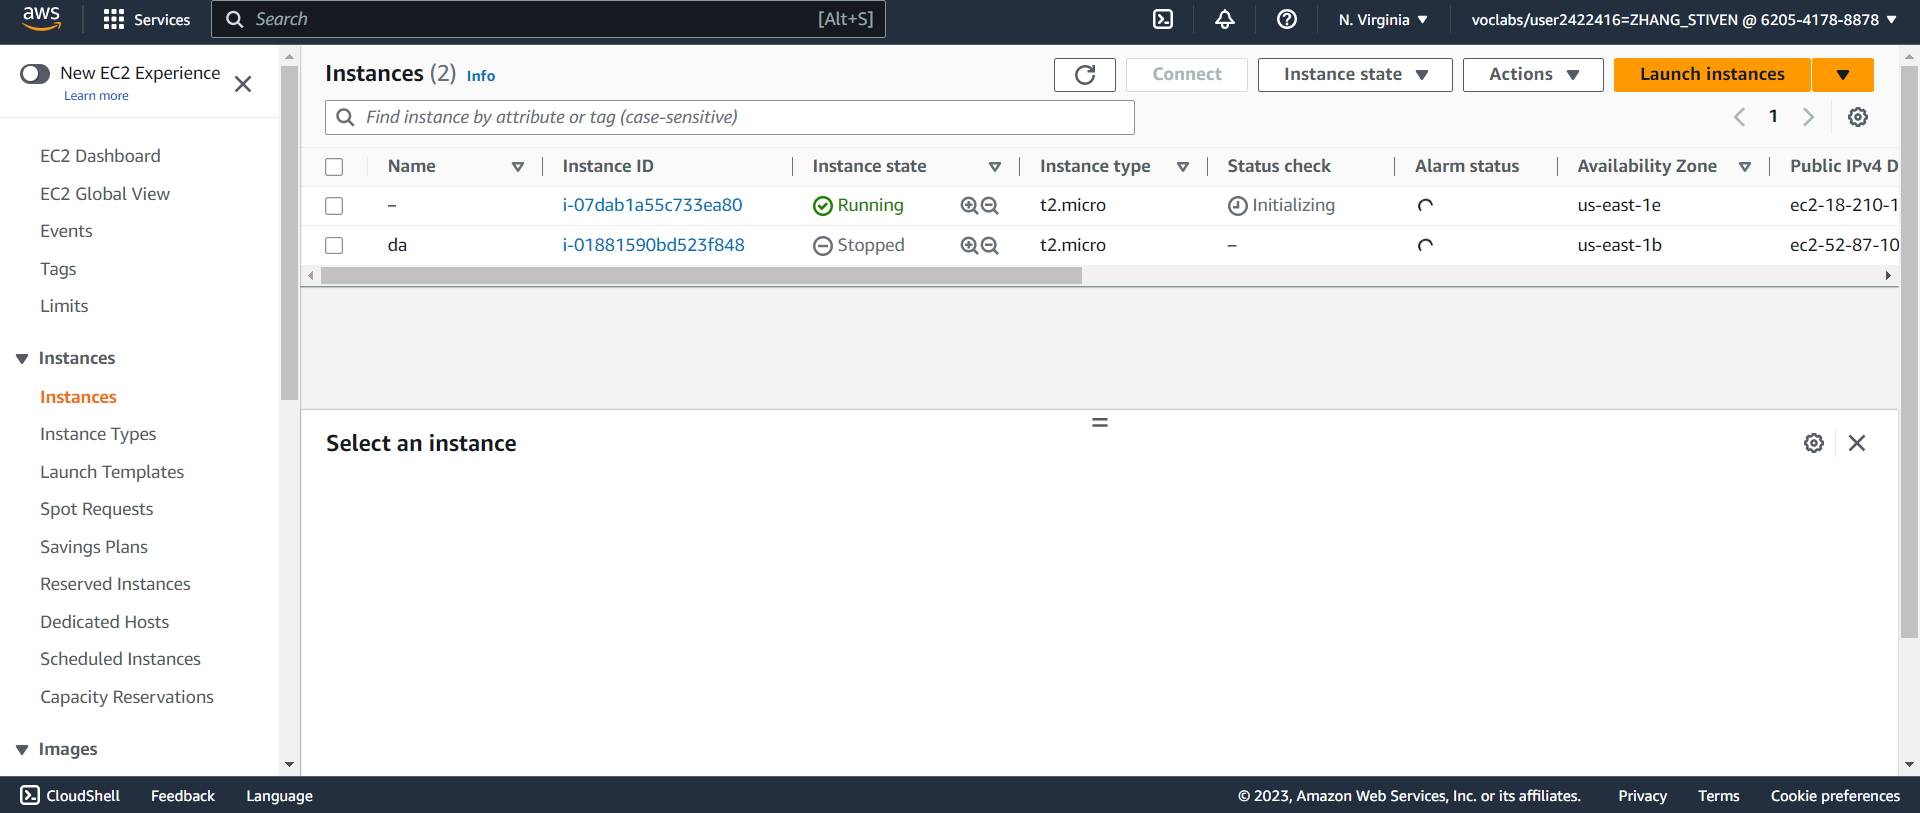 aws
Services
Search
[Alt+S]
N. Virginia
voclabs/user2422416=ZHANG_STIVEN @ 6205-4178-8878
New EC2 Experience
Learn more
EC2 Dashboard
EC2 Global View
Events
Tags
Limits
Instances
Instances
Instance Types
Launch Templates
Spot Requests
Savings Plans
Reserved Instances
Dedicated Hosts
Scheduled Instances
Capacity Reservations
Images
Instances (2) Info
Connect
Instance state
Actions
Launch instances
Find instance by attribute or tag (case-sensitive)
1
Name Instance ID Instance state Instance type Status check Alarm status Availability Zone Public IPv4 D
– i-07dab1a55c733ea80 Running t2.micro Initializing us-east-1e ec2-18-210-1
da i-01881590bd523f848 Stopped t2.micro – us-east-1b ec2-52-87-10
Select an instance
CloudShell Feedback Language
© 2023, Amazon Web Services, Inc. or its affiliates. Privacy Terms Cookie preferences